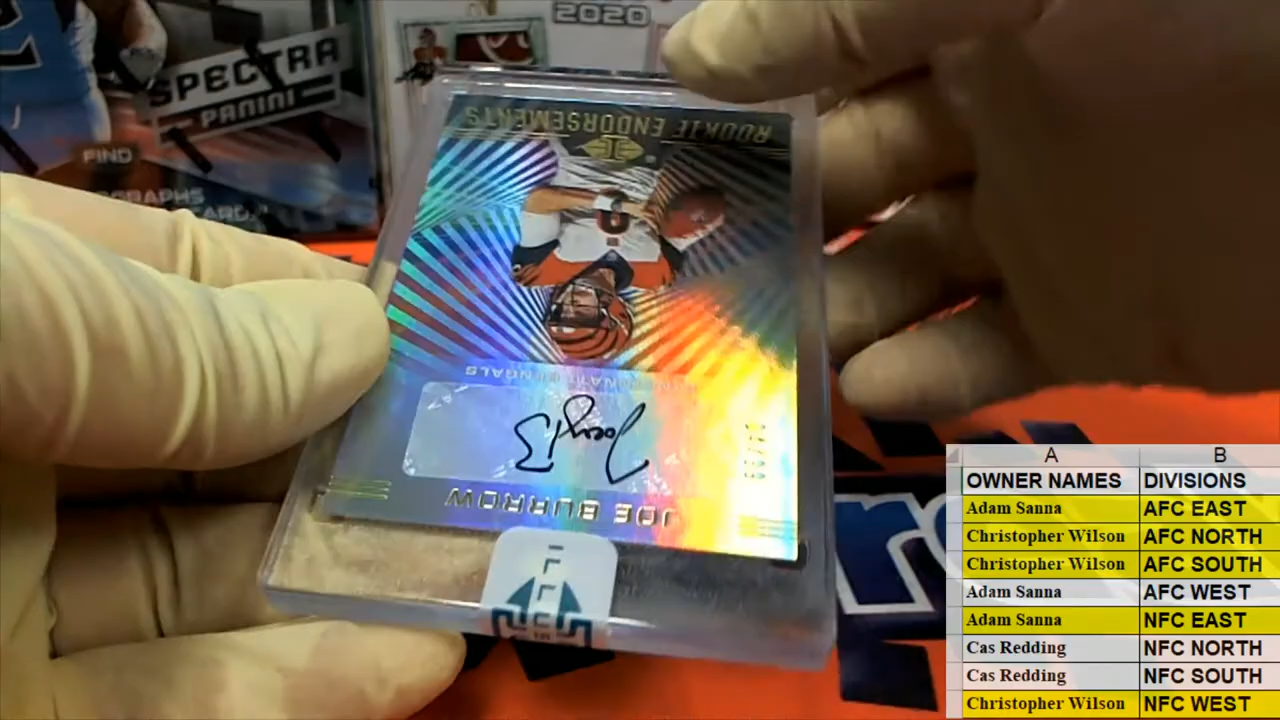 2020
SPECTRA
PANINI
FIND
ROOKIE ENDORSEMENTS
CINCINNATI BENGALS
JOE BURROW
A B
OWNER NAMES DIVISIONS
Adam Sanna AFC EAST
Christopher Wilson AFC NORTH
Christopher Wilson AFC SOUTH
Adam Sanna AFC WEST
Adam Sanna NFC EAST
Cas Redding NFC NORTH
Cas Redding NFC SOUTH
Christopher Wilson NFC WEST